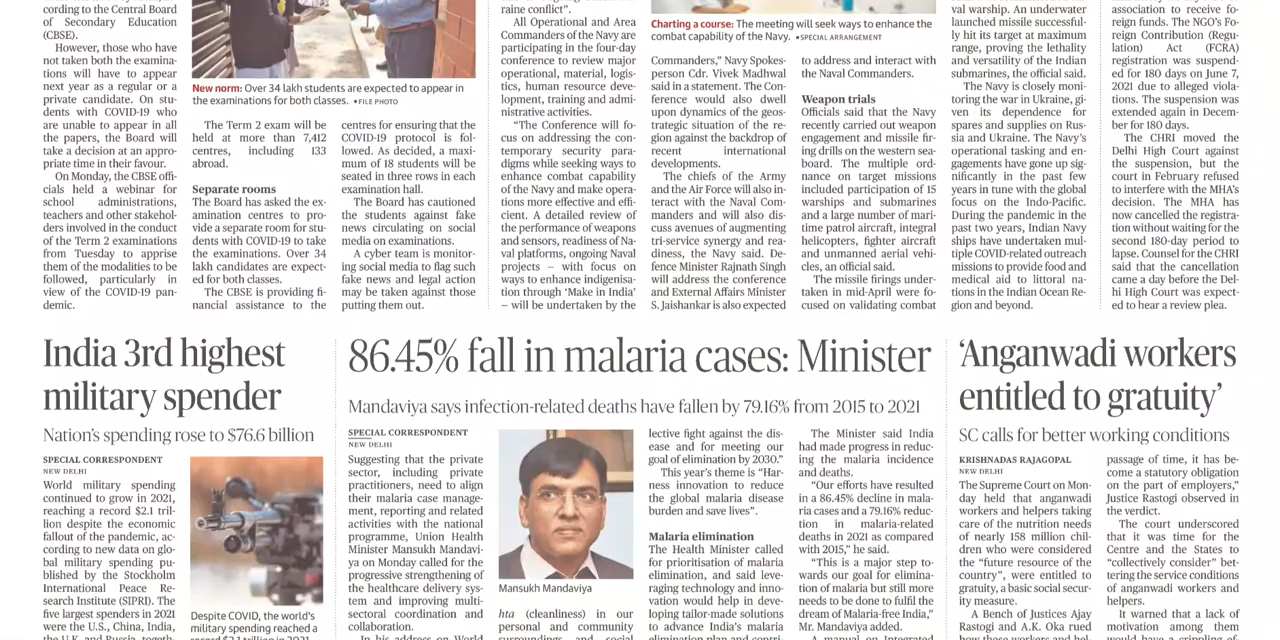 cording to the Central Board
of Secondary Education
(CBSE).
However, those who have
not taken both the examina-
tions will have to appear
next year as a regular or a
private candidate. On stu-
dents with COVID-19 who
are unable to appear in all
the papers, the Board will
take a decision at an appro-
priate time in their favour.
On Monday, the CBSE offi-
cials held a webinar for
school administrations,
teachers and other stakehol-
ders involved in the conduct
of the Term 2 examinations
from Tuesday to apprise
them of the modalities to be
followed, particularly in
view of the COVID-19 pan-
demic.
New norm: Over 34 lakh students are expected to appear in
the examinations for both classes. •FILE PHOTO
The Term 2 exam will be
held at more than 7,412
centres, including 133
abroad.
Separate rooms
The Board has asked the ex-
amination centres to pro-
vide a separate room for stu-
dents with COVID-19 to take
the examinations. Over 34
lakh candidates are expect-
ed for both classes.
The CBSE is providing fi-
nancial assistance to the
centres for ensuring that the
COVID-19 protocol is fol-
lowed. As decided, a maxi-
mum of 18 students will be
seated in three rows in each
examination hall.
The Board has cautioned
the students against fake
news circulating on social
media on examinations.
A cyber team is monitor-
ing social media to flag such
fake news and legal action
may be taken against those
putting them out.
raine conflict”.
All Operational and Area
Commanders of the Navy are
participating in the four-day
conference to review major
operational, material, logis-
tics, human resource deve-
lopment, training and admi-
nistrative activities.
“The Conference will fo-
cus on addressing the con-
temporary security para-
digms while seeking ways to
enhance combat capability
of the Navy and make opera-
tions more effective and effi-
cient. A detailed review of
the performance of weapons
and sensors, readiness of Na-
val platforms, ongoing Naval
projects — with focus on
ways to enhance indigenisa-
tion through ‘Make in India’
— will be undertaken by the
Charting a course: The meeting will seek ways to enhance the
combat capability of the Navy. •SPECIAL ARRANGEMENT
Commanders,” Navy Spokes-
person Cdr. Vivek Madhwal
said in a statement. The Con-
ference would also dwell
upon dynamics of the geos-
trategic situation of the re-
gion against the backdrop of
recent international
developments.
The chiefs of the Army
and the Air Force will also in-
teract with the Naval Com-
manders and will also dis-
cuss avenues of augmenting
tri-service synergy and rea-
diness, the Navy said. De-
fence Minister Rajnath Singh
will address the conference
and External Affairs Minister
S. Jaishankar is also expected
to address and interact with
the Naval Commanders.
Weapon trials
Officials said that the Navy
recently carried out weapon
engagement and missile fir-
ing drills on the western sea-
board. The multiple ord-
nance on target missions
included participation of 15
warships and submarines
and a large number of mari-
time patrol aircraft, integral
helicopters, fighter aircraft
and unmanned aerial vehi-
cles, an official said.
The missile firings under-
taken in mid-April were fo-
cused on validating combat
val warship. An underwater
launched missile successful-
ly hit its target at maximum
range, proving the lethality
and versatility of the Indian
submarines, the official said.
The Navy is closely moni-
toring the war in Ukraine, gi-
ven its dependence for
spares and supplies on Rus-
sia and Ukraine. The Navy’s
operational tasking and en-
gagements have gone up sig-
nificantly in the past few
years in tune with the global
focus on the Indo-Pacific.
During the pandemic in the
past two years, Indian Navy
ships have undertaken mul-
tiple COVID-related outreach
missions to provide food and
medical aid to littoral na-
tions in the Indian Ocean Re-
gion and beyond.
association to receive fo-
reign funds. The NGO’s Fo-
reign Contribution (Regu-
lation) Act (FCRA)
registration was suspend-
ed for 180 days on June 7,
2021 due to alleged viola-
tions. The suspension was
extended again in Decem-
ber for 180 days.
The CHRI moved the
Delhi High Court against
the suspension, but the
court in February refused
to interfere with the MHA’s
decision. The MHA has
now cancelled the registra-
tion without waiting for the
second 180-day period to
lapse. Counsel for the CHRI
said that the cancellation
came a day before the Del-
hi High Court was expect-
ed to hear a review plea.
India 3rd highest
military spender
Nation’s spending rose to $76.6 billion
SPECIAL CORRESPONDENT
NEW DELHI
World military spending
continued to grow in 2021,
reaching a record $2.1 tril-
lion despite the economic
fallout of the pandemic, ac-
cording to new data on glo-
bal military spending pu-
blished by the Stockholm
International Peace Re-
search Institute (SIPRI). The
five largest spenders in 2021
were the U.S., China, India,
the U.K. and Russia, togeth-
Despite COVID, the world's
military spending reached a
record $2.1 trillion in 2021
86.45% fall in malaria cases: Minister
Mandaviya says infection-related deaths have fallen by 79.16% from 2015 to 2021
SPECIAL CORRESPONDENT
NEW DELHI
Suggesting that the private
sector, including private
practitioners, need to align
their malaria case manage-
ment, reporting and related
activities with the national
programme, Union Health
Minister Mansukh Mandavi-
ya on Monday called for the
progressive strengthening of
the healthcare delivery sys-
tem and improving multi-
sectoral coordination and
collaboration.
In his address on World
Mansukh Mandaviya
hta (cleanliness) in our
personal and community
surroundings and social
lective fight against the dis-
ease and for meeting our
goal of elimination by 2030.”
This year’s theme is “Har-
ness innovation to reduce
the global malaria disease
burden and save lives”.
Malaria elimination
The Health Minister called
for prioritisation of malaria
elimination, and said leve-
raging technology and inno-
vation would help in deve-
loping tailor-made solutions
to advance India’s malaria
elimination plan and contri-
The Minister said India
had made progress in reduc-
ing the malaria incidence
and deaths.
“Our efforts have resulted
in a 86.45% decline in mala-
ria cases and a 79.16% reduc-
tion in malaria-related
deaths in 2021 as compared
with 2015,” he said.
“This is a major step to-
wards our goal for elimina-
tion of malaria but still more
needs to be done to fulfil the
dream of Malaria-free India,”
Mr. Mandaviya added.
A manual on Integrated
‘Anganwadi workers
entitled to gratuity’
SC calls for better working conditions
KRISHNADAS RAJAGOPAL
NEW DELHI
The Supreme Court on Mon-
day held that anganwadi
workers and helpers taking
care of the nutrition needs
of nearly 158 million chil-
dren who were considered
the “future resource of the
country”, were entitled to
gratuity, a basic social secur-
ity measure.
A Bench of Justices Ajay
Rastogi and A.K. Oka rued
how these workers and hel-
passage of time, it has be-
come a statutory obligation
on the part of employers,”
Justice Rastogi observed in
the verdict.
The court underscored
that it was time for the
Centre and the States to
“collectively consider” bet-
tering the service conditions
of anganwadi workers and
helpers.
It warned that a lack of
motivation among them